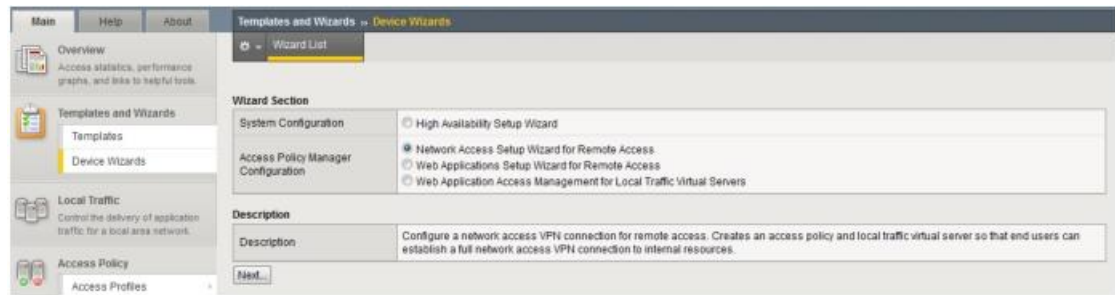 Main
Help
About
Overview
Access statistics, performance
graphs, and links to helpful tools.
Templates and Wizards
Templates
Device Wizards
Local Traffic
Control the delivery of application
traffic for a local area network.
Access Policy
Access Profiles
Templates and Wizards » Device Wizards
Wizard List
Wizard Section
System Configuration
High Availability Setup Wizard
Access Policy Manager
Configuration
Network Access Setup Wizard for Remote Access
Web Applications Setup Wizard for Remote Access
Web Application Access Management for Local Traffic Virtual Servers
Description
Description
Configure a network access VPN connection for remote access. Creates an access policy and local traffic virtual server so that end users can
establish a full network access VPN connection to internal resources.
Next...